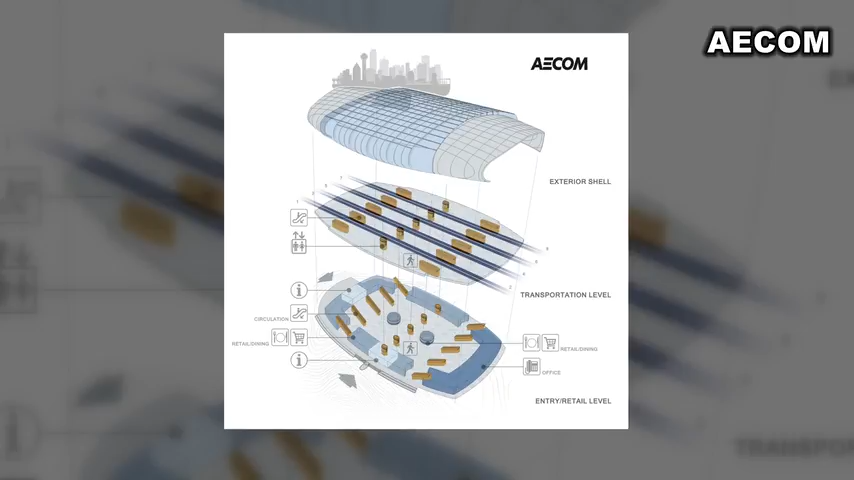 AECOM
AECOM
EXTERIOR SHELL
TRANSPORTATION LEVEL
CIRCULATION
RETAIL/DINING
RETAIL/DINING
OFFICE
ENTRY/RETAIL LEVEL